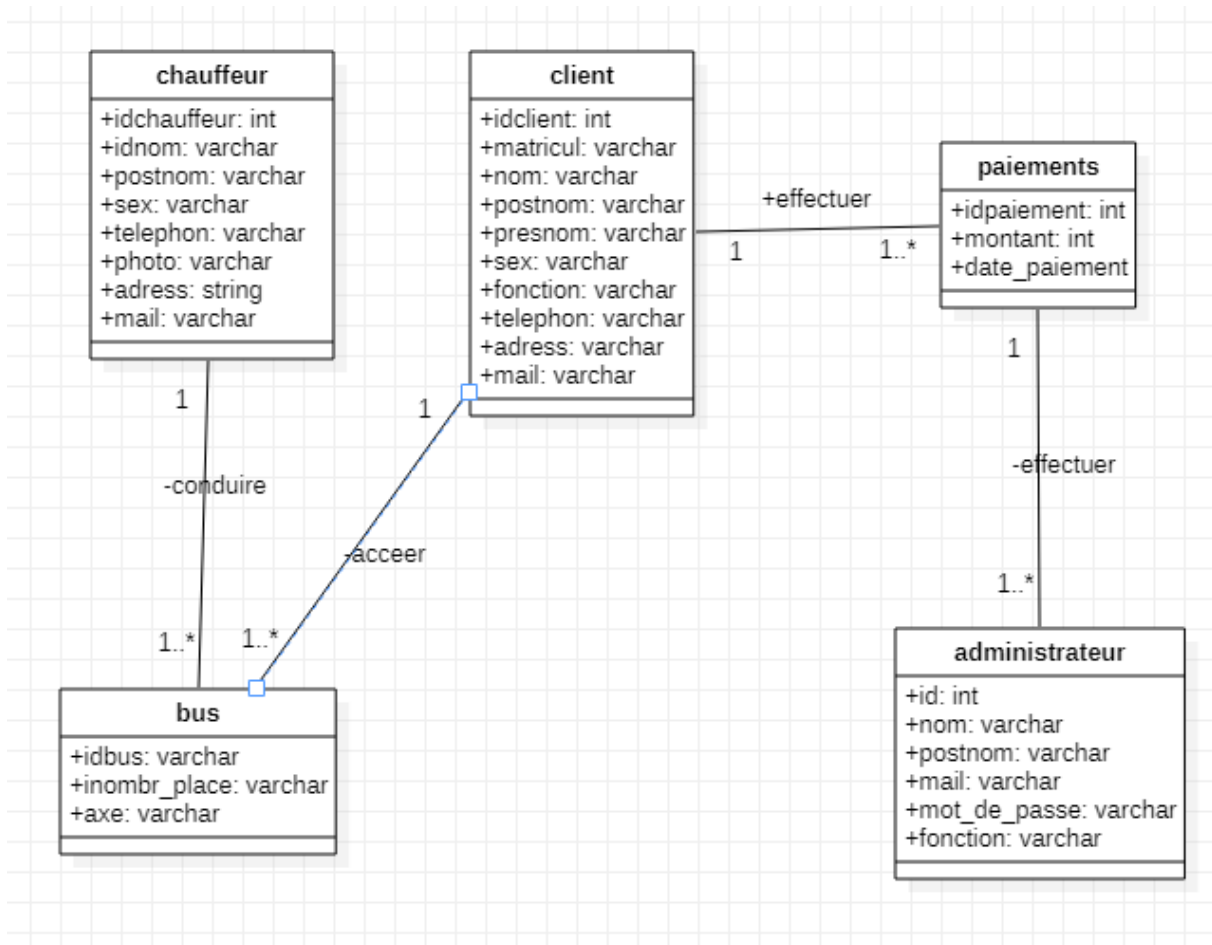 chauffeur
+idchauffeur: int
+idnom: varchar
+postnom: varchar
+sex: varchar
+telephon: varchar
+photo: varchar
+adress: string
+mail: varchar
client
+idclient: int
+matricul: varchar
+nom: varchar
+postnom: varchar
+presnom: varchar
+sex: varchar
+fonction: varchar
+telephon: varchar
+adress: varchar
+mail: varchar
+effectuer
1
1..*
paiements
+idpaiement: int
+montant: int
+date_paiement
1
-conduire
1..*
1
-acceer
1..*
1
-effectuer
1..*
bus
+idbus: varchar
+inombr_place: varchar
+axe: varchar
administrateur
+id: int
+nom: varchar
+postnom: varchar
+mail: varchar
+mot_de_passe: varchar
+fonction: varchar